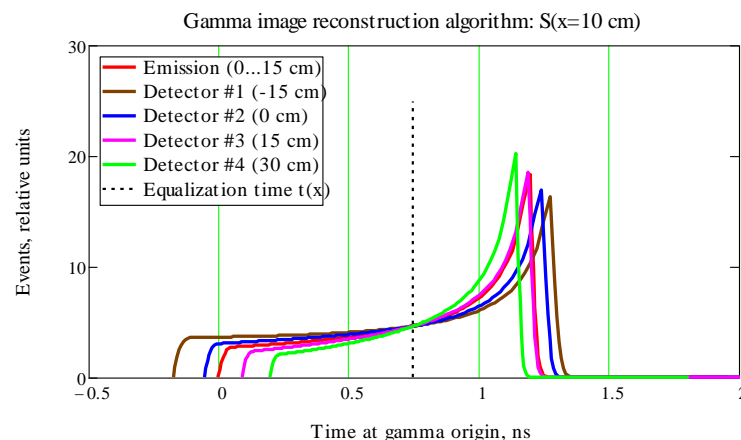 Gamma image reconstruction algorithm: S(x=10 cm)
30
Emission (0...15 cm)
Detector #1 (-15 cm)
Detector #2 (0 cm)
Detector #3 (15 cm)
Detector #4 (30 cm)
Equalization time t(x)
20
10
0
Events, relative units
−0.5 0 0.5 1 1.5 2
Time at gamma origin, ns